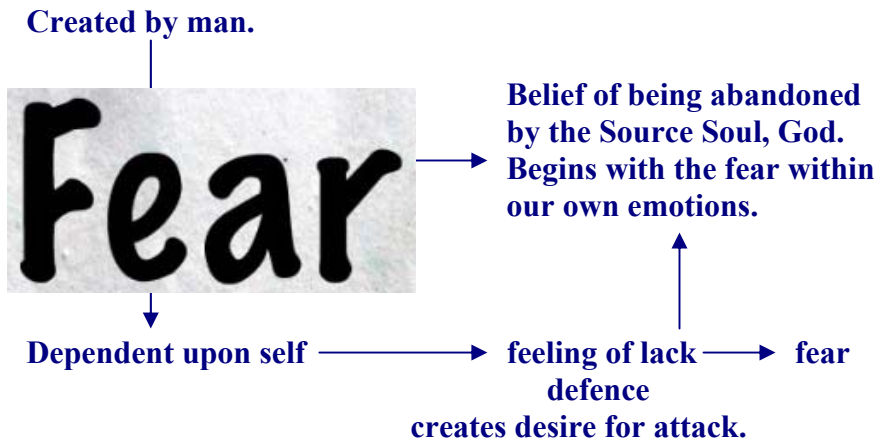 Created by man.
Fear
Belief of being abandoned
by the Source Soul, God.
Begins with the fear within
our own emotions.
Dependent upon self
feeling of lack
fear
defence
creates desire for attack.